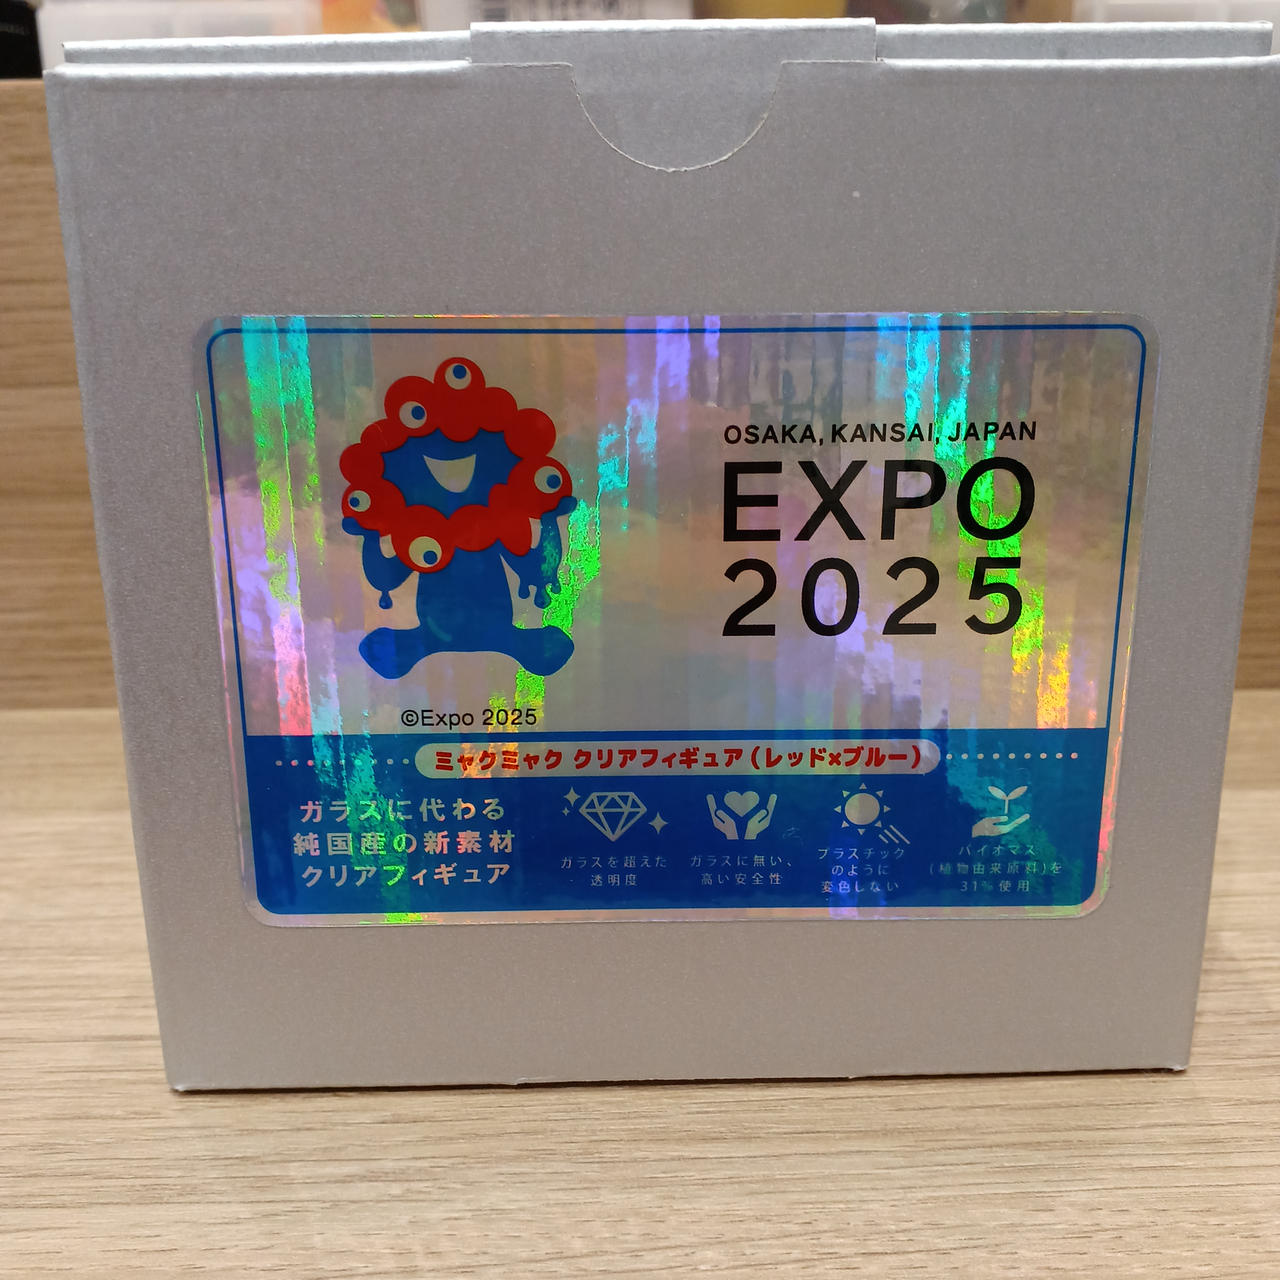 OSAKA, KANSAI, JAPAN
EXPO
2025
©Expo 2025
ミャクミャク クリアフィギュア(レッド×ブルー)
ガラスに代わる
純国産の新素材
クリアフィギュア
ガラスを超えた
透明度
ガラスに無い、
高い安全性
プラスチック
のように
変色しない
バイオマス
(植物由来原料)を
31%使用